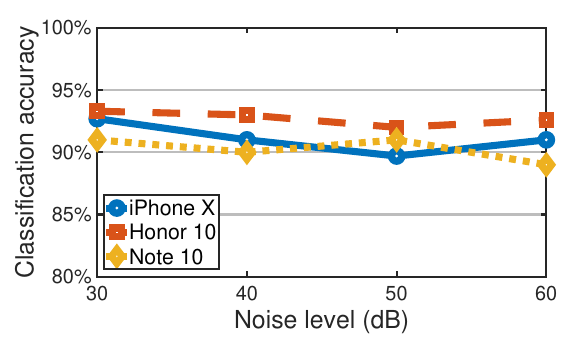 Classification accuracy
100%
95%
90%
85%
80%
iPhone X
Honor 10
Note 10
30
40
50
60
Noise level (dB)